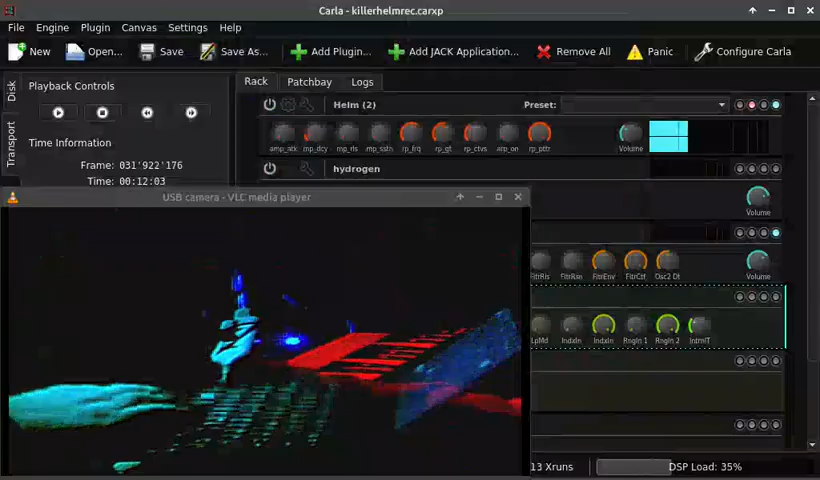 Carla - killerhelmrec.carxp
File Engine Plugin Canvas Settings Help
New Open... Save Save As... Add Plugin... Add JACK Application... Remove All Panic Configure Carla
Disk
Transport
Playback Controls
Time Information
Frame: 031'922'176
Time: 00:12:03
Rack Patchbay Logs
Helm (2) Preset:
amp_atk mp_dcy mp_rls mp_sstn rp_frq rp_gt rp_ctvs arp_on rp_pttr Volume
hydrogen
Volume
USB camera - VLC media player
FltrRls FltrRsn FltrEnv FltrCtf Osc2 Dt Volume
LpMd IndxIn IndxIn RngIn 1 RngIn 2 IntrnlT
13 Xruns DSP Load: 35%